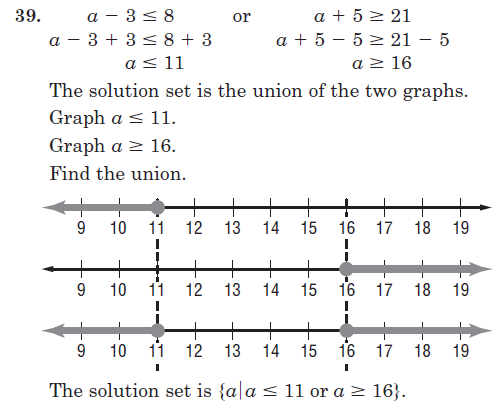 39. a − 3 ≤ 8 or a + 5 ≥ 21
a − 3 + 3 ≤ 8 + 3 a + 5 − 5 ≥ 21 − 5
a ≤ 11 a ≥ 16
The solution set is the union of the two graphs.
Graph a ≤ 11.
Graph a ≥ 16.
Find the union.
9 10 11 12 13 14 15 16 17 18 19
9 10 11 12 13 14 15 16 17 18 19
9 10 11 12 13 14 15 16 17 18 19
The solution set is {a|a ≤ 11 or a ≥ 16}.